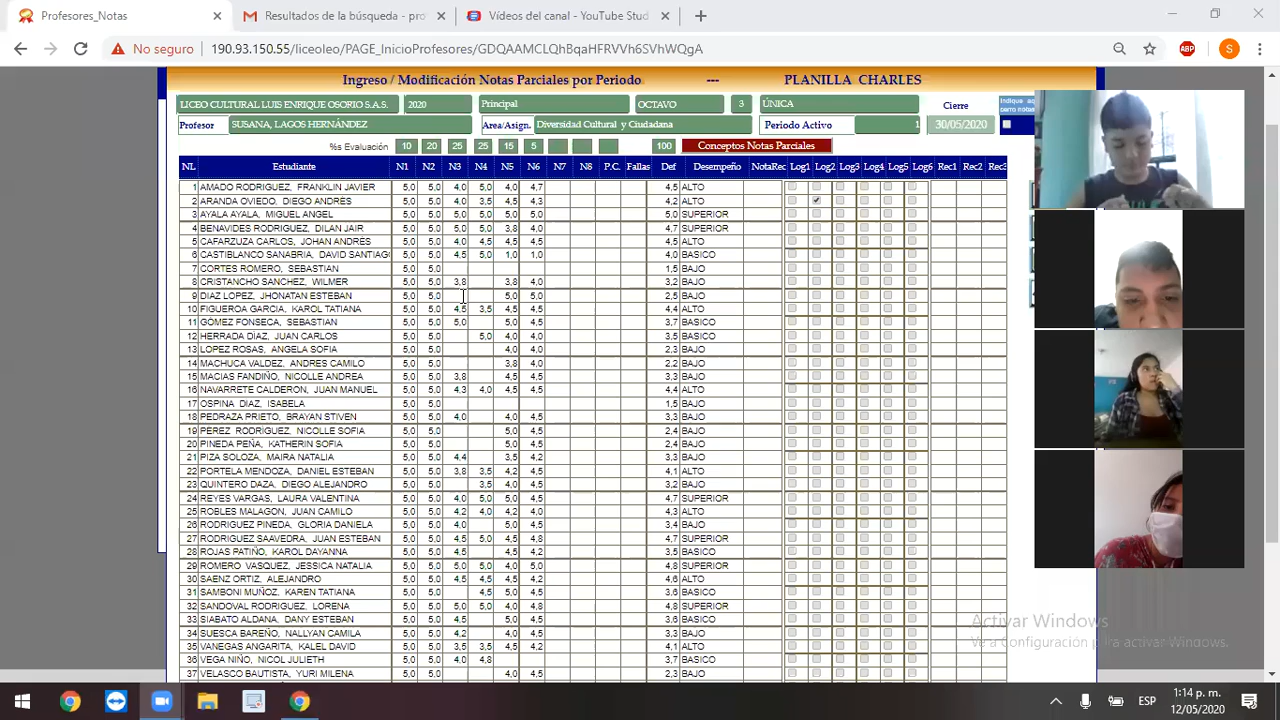 Profesores_Notas
Resultados de la búsqueda - pro
Vídeos del canal - YouTube Stud
No seguro 190.93.150.55/liceoleo/PAGE_InicioProfesores/GDQAAMCLQhBqaHFRVVh6SVhWQgA
Ingreso / Modificación Notas Parciales por Periodo --- PLANILLA CHARLES
LICEO CULTURAL LUIS ENRIQUE OSORIO S.A.S. 2020 Principal OCTAVO 3 ÚNICA Cierre
Profesor SUSANA, LAGOS HERNÁNDEZ Area/Asign. Diversidad Cultural y Ciudadana Periodo Activo 1 30/05/2020
%s Evaluación 10 20 25 25 15 5 100 Conceptos Notas Parciales
NL Estudiante N1 N2 N3 N4 N5 N6 N7 N8 P.C. Fallas Def Desempeño NotaRec Log1 Log2 Log3 Log4 Log5 Log6 Rec1 Rec2 Rec3
1 AMADO RODRIGUEZ, FRANKLIN JAVIER 5,0 5,0 4,0 5,0 4,0 4,7 4,5 ALTO
2 ARANDA OVIEDO, DIEGO ANDRÉS 5,0 5,0 4,0 3,5 4,5 4,3 4,2 ALTO
3 AYALA AYALA, MIGUEL ANGEL 5,0 5,0 5,0 5,0 5,0 5,0 5,0 SUPERIOR
4 BENAVIDES RODRIGUEZ, DILAN JAIR 5,0 5,0 5,0 5,0 3,8 4,0 4,7 SUPERIOR
5 CAFARZUZA CARLOS, JOHAN ANDRÉS 5,0 5,0 4,0 4,5 4,5 4,5 4,5 ALTO
6 CASTIBLANCO SANABRIA, DAVID SANTIAG 5,0 5,0 4,5 5,0 1,0 1,0 4,0 BASICO
7 CORTES ROMERO, SEBASTIAN 5,0 5,0 1,5 BAJO
8 CRISTANCHO SANCHEZ, WILMER 5,0 5,0 3,8 3,8 4,0 3,2 BAJO
9 DIAZ LOPEZ, JHONATAN ESTEBAN 5,0 5,0 5,0 5,0 2,5 BAJO
10 FIGUEROA GARCIA, KAROL TATIANA 5,0 5,0 4,5 3,5 4,5 4,5 4,4 ALTO
11 GÓMEZ FONSECA, SEBASTIAN 5,0 5,0 5,0 5,0 4,5 3,7 BASICO
12 HERRADA DÍAZ, JUAN CARLOS 5,0 5,0 5,0 4,0 4,0 3,5 BASICO
13 LOPEZ ROSAS, ANGELA SOFIA 5,0 5,0 4,0 4,0 2,3 BAJO
14 MACHUCA VALDEZ, ANDRES CAMILO 5,0 5,0 3,8 4,0 2,2 BAJO
15 MACIAS FANDIÑO, NICOLLE ANDREA 5,0 5,0 3,8 4,5 4,5 3,3 BAJO
16 NAVARRETE CALDERON, JUAN MANUEL 5,0 5,0 4,3 4,0 4,5 4,5 4,4 ALTO
17 OSPINA DÍAZ, ISABELA 5,0 5,0 1,5 BAJO
18 PEDRAZA PRIETO, BRAYAN STIVEN 5,0 5,0 4,0 4,0 4,5 3,3 BAJO
19 PEREZ RODRÍGUEZ, NICOLLE SOFIA 5,0 5,0 5,0 4,5 2,4 BAJO
20 PINEDA PEÑA, KATHERIN SOFIA 5,0 5,0 5,0 4,0 2,4 BAJO
21 PIZA SOLOZA, MAIRA NATALIA 5,0 5,0 4,4 3,5 4,2 3,3 BAJO
22 PORTELA MENDOZA, DANIEL ESTEBAN 5,0 5,0 3,8 3,5 4,2 4,5 4,1 ALTO
23 QUINTERO DAZA, DIEGO ALEJANDRO 5,0 5,0 3,5 4,0 4,2 BAJO
24 REYES VARGAS, LAURA VALENTINA 5,0 5,0 4,0 5,0 5,0 4,5 4,7 SUPERIOR
25 ROBLES MALAGON, JUAN CAMILO 5,0 5,0 4,2 4,0 4,2 4,0 4,3 ALTO
26 RODRIGUEZ PINEDA, GLORIA DANIELA 5,0 5,0 4,0 5,0 4,5 3,4 BAJO
27 RODRIGUEZ SAAVEDRA, JUAN ESTEBAN 5,0 5,0 4,5 5,0 4,8 4,7 SUPERIOR
28 ROJAS PATIÑO, KAROL DAYANNA 5,0 5,0 4,5 4,5 4,2 3,5 BASICO
29 ROMERO VASQUEZ, JESSICA NATALIA 5,0 5,0 5,0 5,0 4,0 5,0 4,8 SUPERIOR
30 SAENZ ORTIZ, ALEJANDRO 5,0 5,0 4,5 4,5 4,5 4,2 4,6 ALTO
31 SAMBONI MUÑOZ, KAREN TATIANA 5,0 5,0 4,5 5,0 4,5 3,6 BASICO
32 SANDOVAL RODRIGUEZ, LORENA 5,0 5,0 5,0 5,0 4,0 4,8 4,8 SUPERIOR
33 SIABATO ALDANA, DANY ESTEBAN 5,0 5,0 4,5 5,0 4,8 3,6 BASICO
34 SUESCA BAREÑO, NALLYAN CAMILA 5,0 5,0 4,2 4,0 4,5 3,3 BAJO
35 VANEGAS ANGARITA, KALEL DAVID 5,0 5,0 3,5 3,5 4,5 4,2 4,1 ALTO
36 VEGA NIÑO, NICOL JULIETH 5,0 5,0 4,0 4,8 3,7 BASICO
37 VELASCO BAUTISTA, YURI MILENA 5,0 5,0 4,0 4,5 2,3 BAJO
Activar Windows
Ve a Configuración para activar Windows.
ESP
1:14 p. m.
12/05/2020